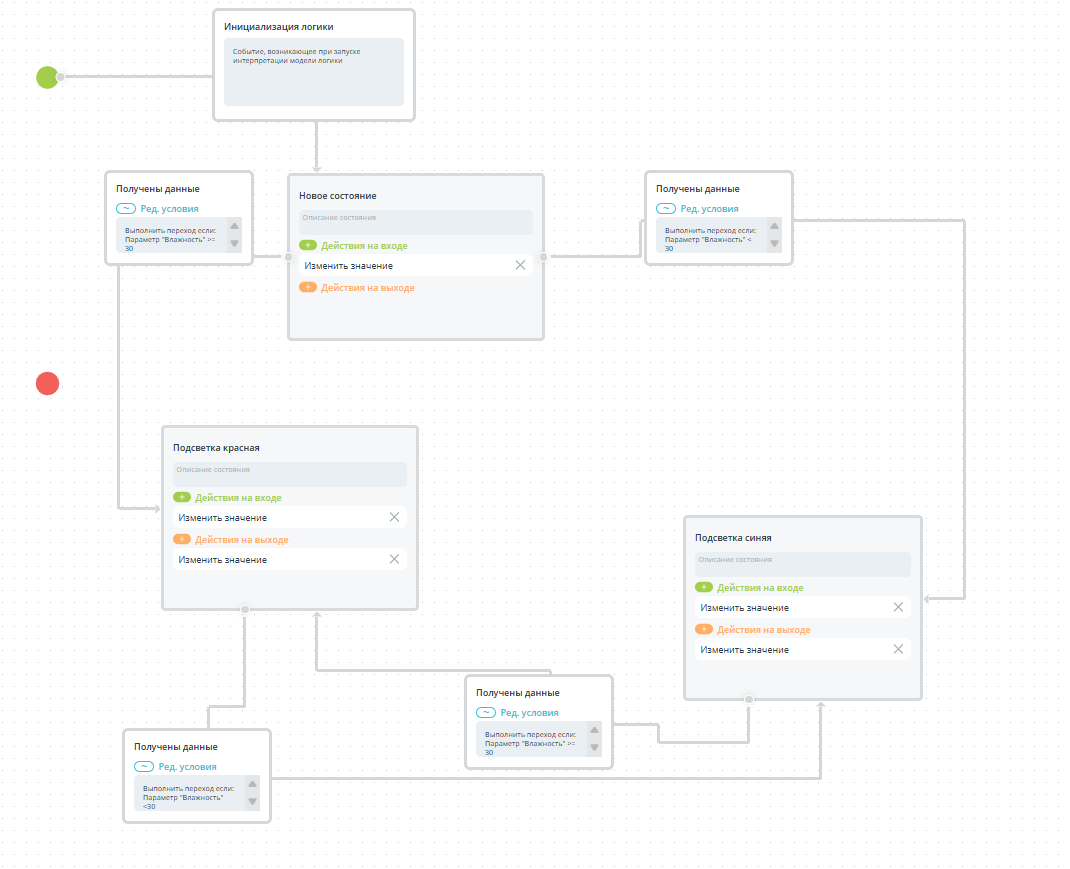 Инициализация логики
Событие, возникающее при запуске
интерпретации модели логики
Получены данные
~ Ред. условия
Выполнить переход если:
Параметр "Влажность" >=
30
Новое состояние
Описание состояния
+ Действия на входе
Изменить значение
+ Действия на выходе
Получены данные
~ Ред. условия
Выполнить переход если:
Параметр "Влажность" <
30
Подсветка красная
Описание состояния
+ Действия на входе
Изменить значение
+ Действия на выходе
Изменить значение
Подсветка синяя
Описание состояния
+ Действия на входе
Изменить значение
+ Действия на выходе
Изменить значение
Получены данные
~ Ред. условия
Выполнить переход если:
Параметр "Влажность" >=
30
Получены данные
~ Ред. условия
Выполнить переход если:
Параметр "Влажность"
<30